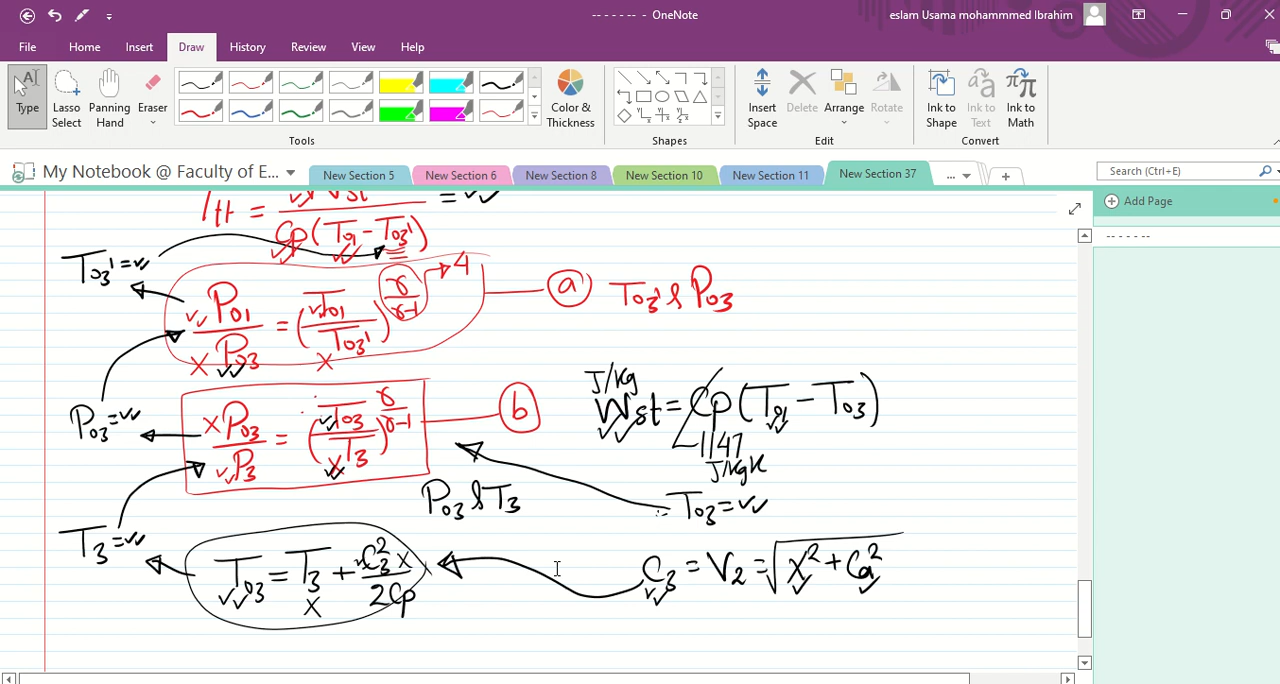 ------ - OneNote
eslam Usama mohammmed Ibrahim
File Home Insert Draw History Review View Help
Type
Lasso Select
Panning Hand
Eraser
Color & Thickness
Insert Space
Delete
Arrange
Rotate
Ink to Shape
Ink to Text
Ink to Math
Tools
Shapes
Edit
Convert
My Notebook @ Faculty of E...
New Section 5
New Section 6
New Section 8
New Section 10
New Section 11
New Section 37
...
Search (Ctrl+E)
Add Page
------
= ✓✓
Cp(T01 - T03')
T03' = ✓✓
P01/P03 = (T01/T03')^(γ/γ-1) → 4
a
T03' & P03
P03 = ✓✓
P03/P3 = (T03/T3)^(γ/γ-1)
b
P03 & T3
J/Kg
Wst = Cp(T01 - T03)
1147
J/KgK
T03 = ✓✓
T3 = ✓✓
T03 = T3 + C3²/2Cp
C3 = V2 = √(X² + Ca²)